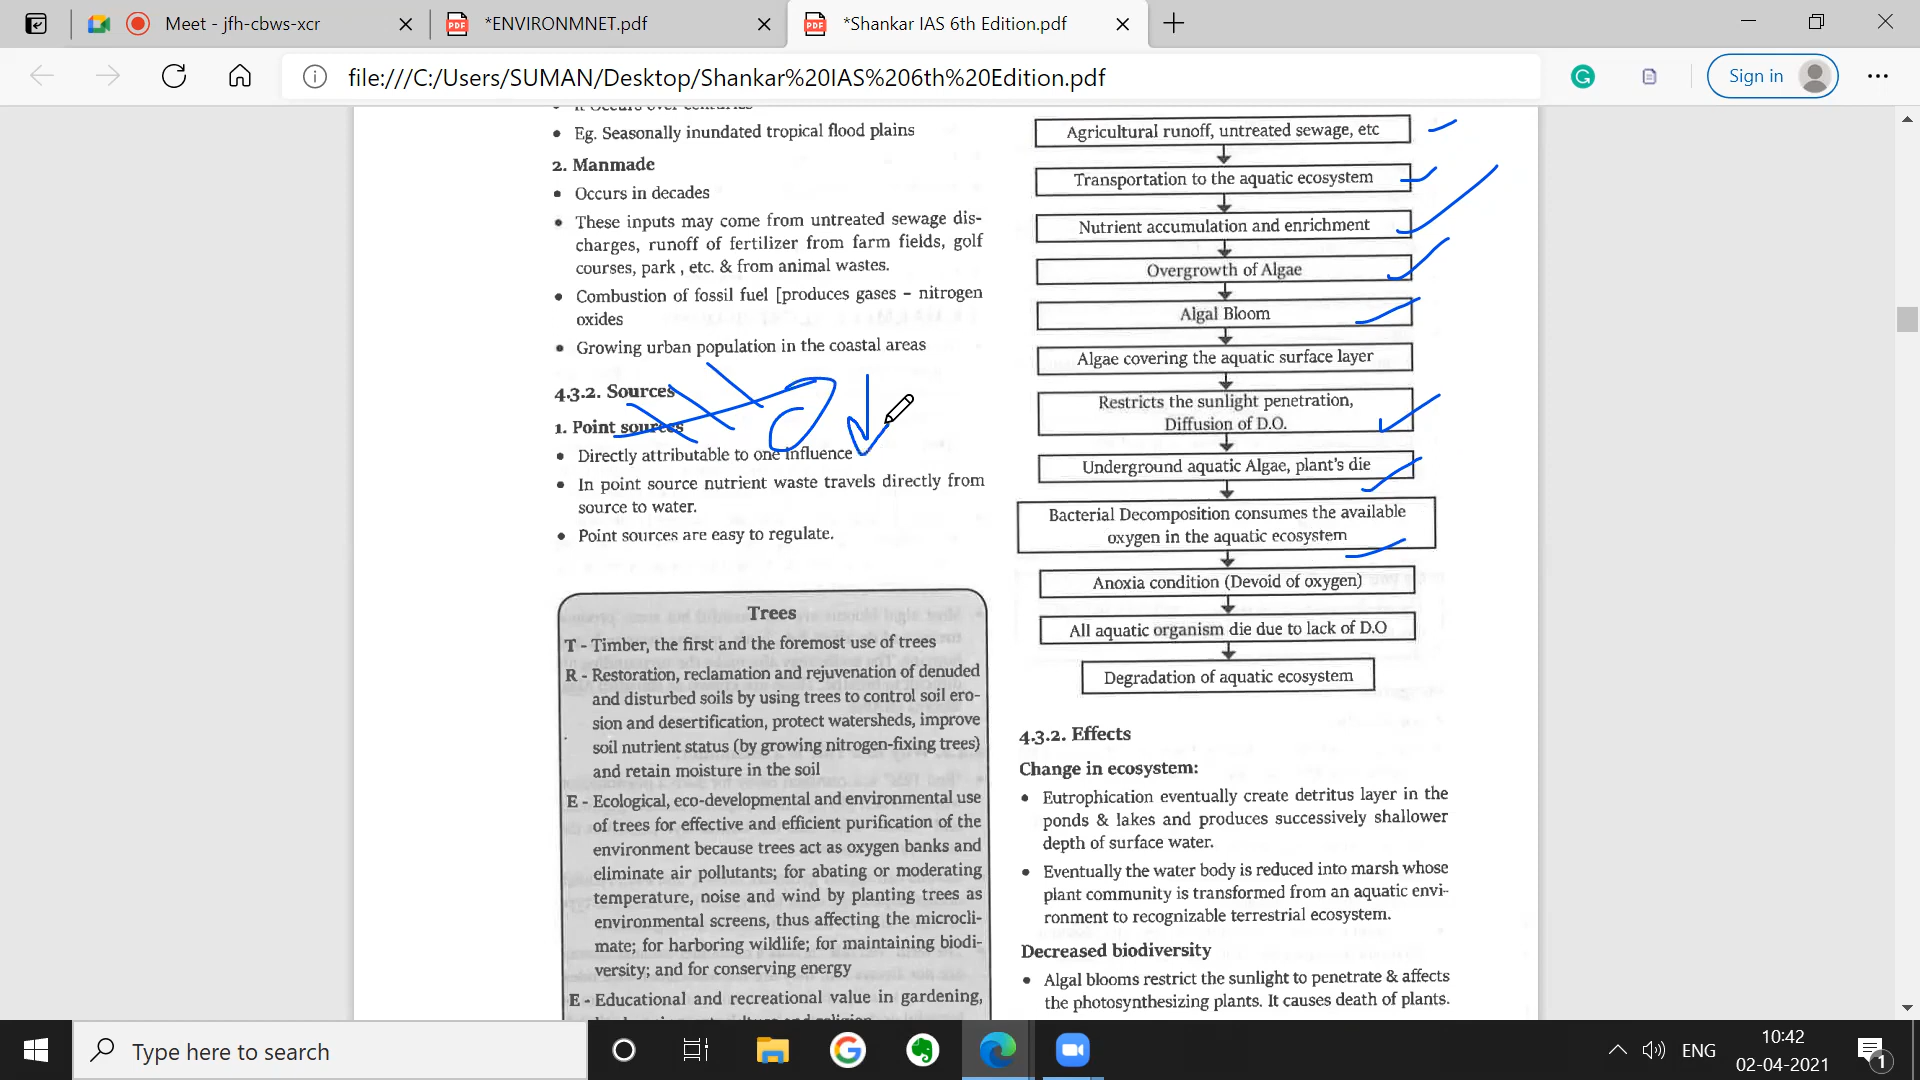 Meet - jfh-cbws-xcr
*ENVIRONMNET.pdf
*Shankar IAS 6th Edition.pdf
file:///C:/Users/SUMAN/Desktop/Shankar%20IAS%206th%20Edition.pdf
Sign in
It Occurs over centuries
• Eg. Seasonally inundated tropical flood plains
2. Manmade
• Occurs in decades
• These inputs may come from untreated sewage dis-
charges, runoff of fertilizer from farm fields, golf
courses, park , etc. & from animal wastes.
• Combustion of fossil fuel [produces gases – nitrogen
oxides
• Growing urban population in the coastal areas
4.3.2. Sources
1. Point sources
• Directly attributable to one influence
• In point source nutrient waste travels directly from
source to water.
• Point sources are easy to regulate.
Trees
T - Timber, the first and the foremost use of trees
R - Restoration, reclamation and rejuvenation of denuded
and disturbed soils by using trees to control soil ero-
sion and desertification, protect watersheds, improve
soil nutrient status (by growing nitrogen-fixing trees)
and retain moisture in the soil
E - Ecological, eco-developmental and environmental use
of trees for effective and efficient purification of the
environment because trees act as oxygen banks and
eliminate air pollutants; for abating or moderating
temperature, noise and wind by planting trees as
environmental screens, thus affecting the microcli-
mate; for harboring wildlife; for maintaining biodi-
versity; and for conserving energy
E - Educational and recreational value in gardening,
Agricultural runoff, untreated sewage, etc
Transportation to the aquatic ecosystem
Nutrient accumulation and enrichment
Overgrowth of Algae
Algal Bloom
Algae covering the aquatic surface layer
Restricts the sunlight penetration,
Diffusion of D.O.
Underground aquatic Algae, plant's die
Bacterial Decomposition consumes the available
oxygen in the aquatic ecosystem
Anoxia condition (Devoid of oxygen)
All aquatic organism die due to lack of D.O
Degradation of aquatic ecosystem
4.3.2. Effects
Change in ecosystem:
• Eutrophication eventually create detritus layer in the
ponds & lakes and produces successively shallower
depth of surface water.
• Eventually the water body is reduced into marsh whose
plant community is transformed from an aquatic envi-
ronment to recognizable terrestrial ecosystem.
Decreased biodiversity
• Algal blooms restrict the sunlight to penetrate & affects
the photosynthesizing plants. It causes death of plants.
Type here to search
ENG
10:42
02-04-2021
1